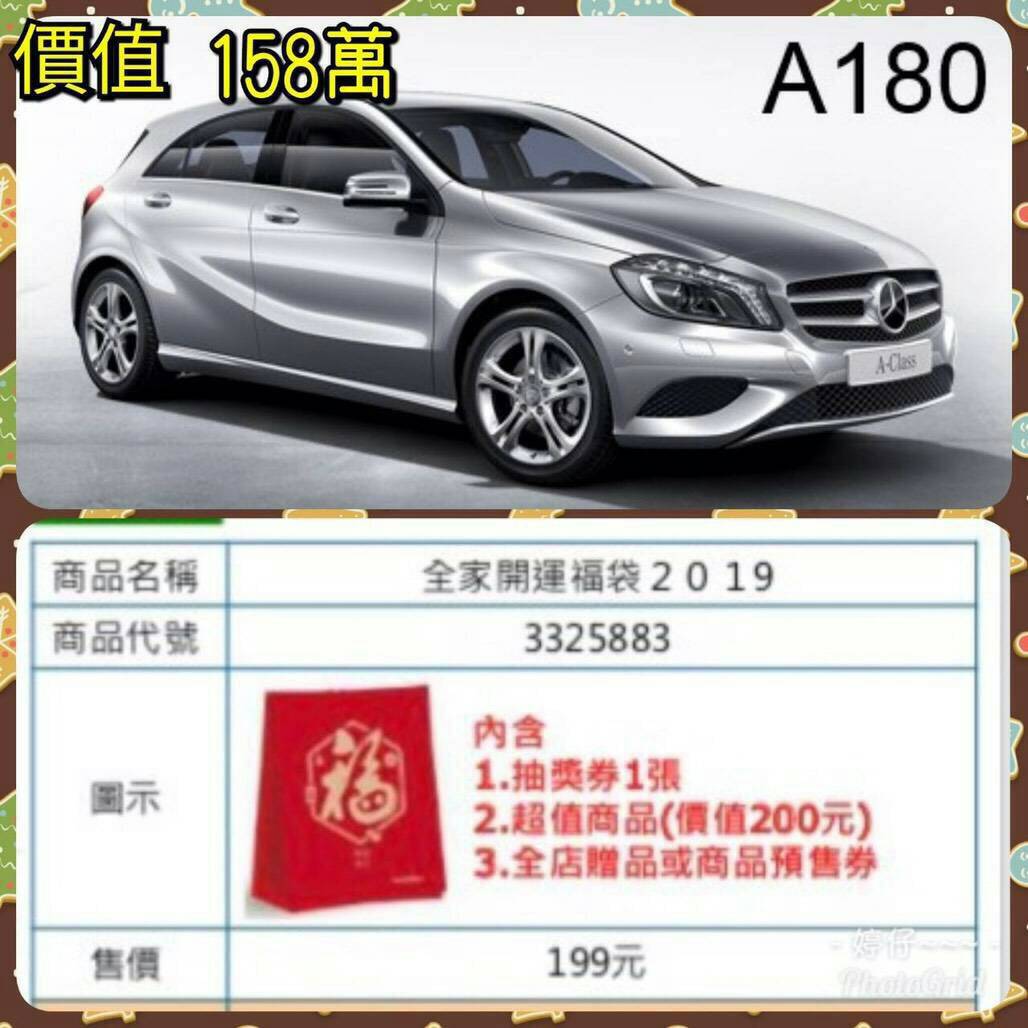 價值 158萬
A180
A-Class
商品名稱
全家開運福袋2019
商品代號
3325883
圖示
福
內含
1.抽獎券1張
2.超值商品(價值200元)
3.全店贈品或商品預售券
售價
199元
- 婷仔~~~ -
PhotoGrid